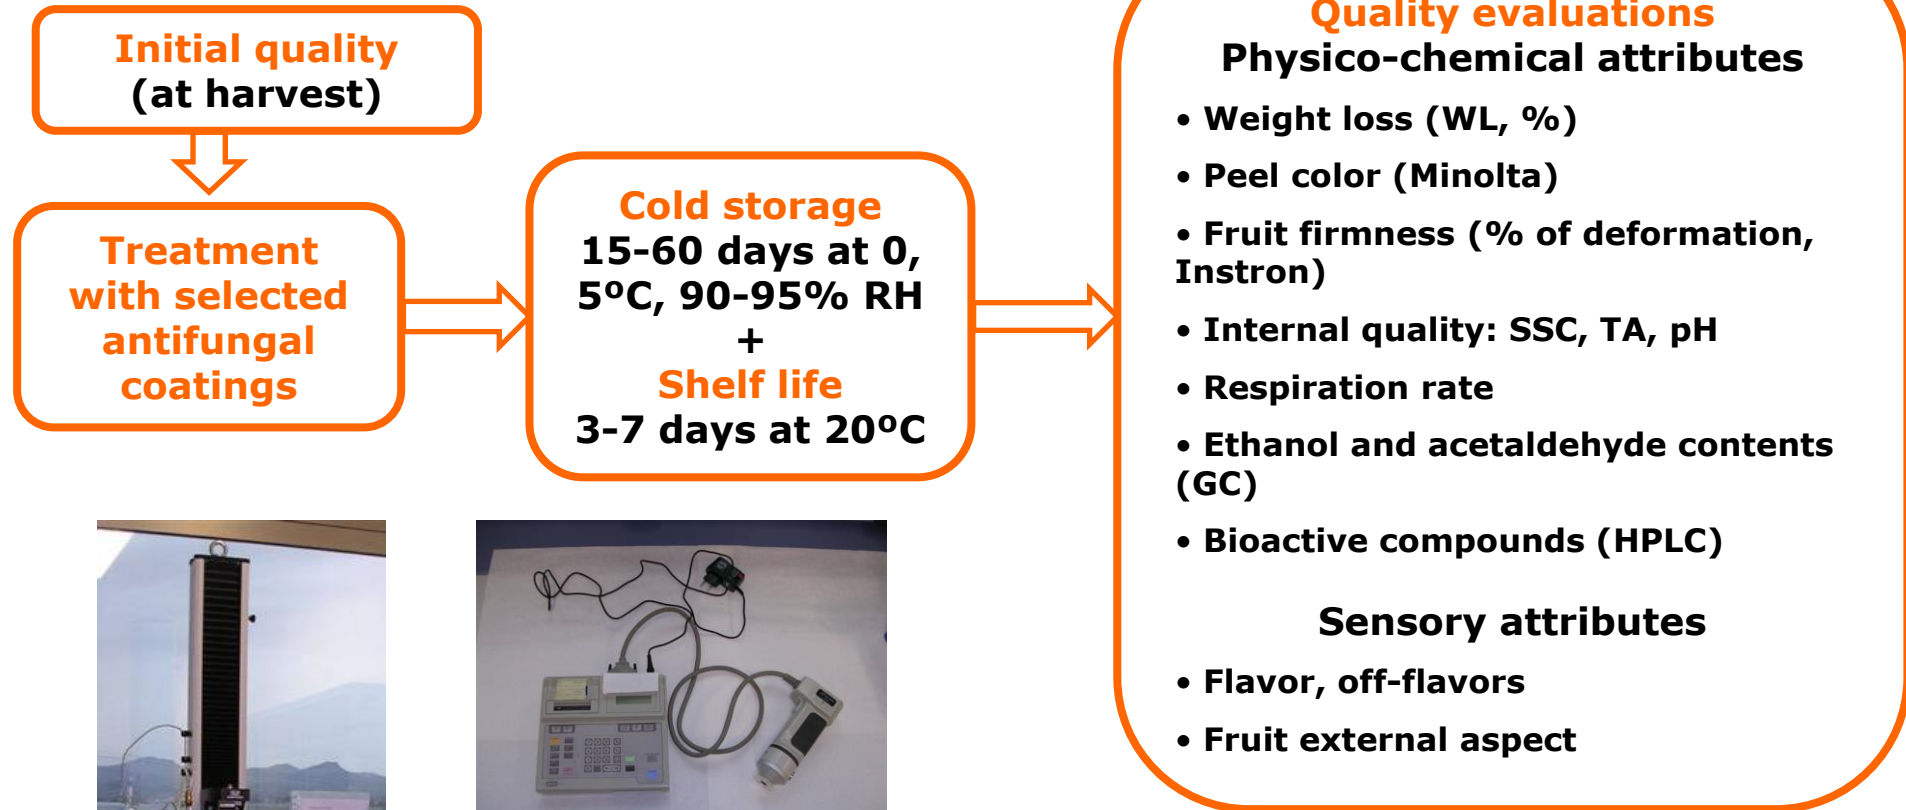 Initial quality
(at harvest)
Treatment
with selected
antifungal
coatings
Cold storage
15-60 days at 0,
5ºC, 90-95% RH
+
Shelf life
3-7 days at 20ºC
Quality evaluations
Physico-chemical attributes
• Weight loss (WL, %)
• Peel color (Minolta)
• Fruit firmness (% of deformation,
Instron)
• Internal quality: SSC, TA, pH
• Respiration rate
• Ethanol and acetaldehyde contents
(GC)
• Bioactive compounds (HPLC)
Sensory attributes
• Flavor, off-flavors
• Fruit external aspect